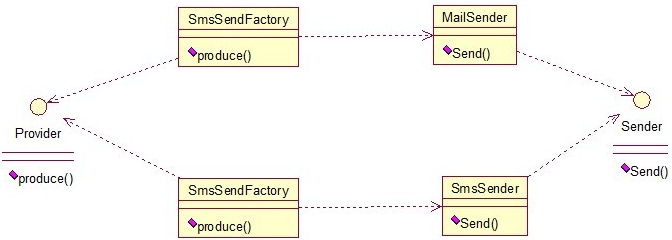 SmsSendFactory
produce()
MailSender
Send()
Provider
produce()
Sender
Send()
SmsSendFactory
produce()
SmsSender
Send()